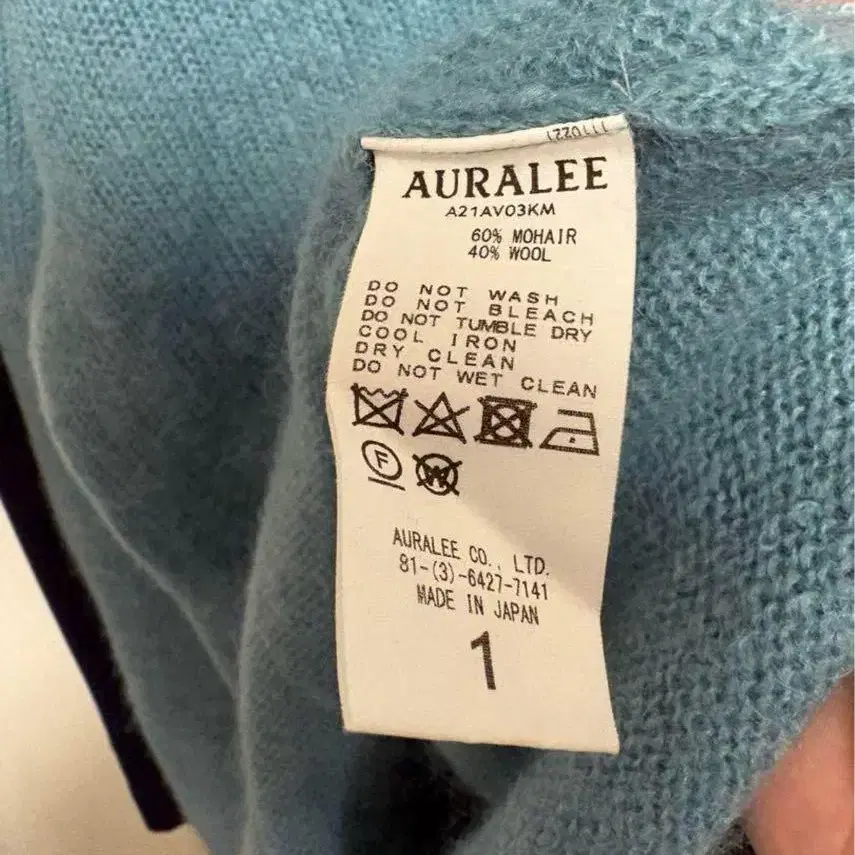 AURALEE
A21AV03KM
60% MOHAIR
40% WOOL
DO NOT WASH
DO NOT BLEACH
DO NOT TUMBLE DRY
COOL IRON
DRY CLEAN
DO NOT WET CLEAN
F
W
AURALEE CO., LTD.
81-(3)-6427-7141
MADE IN JAPAN
1